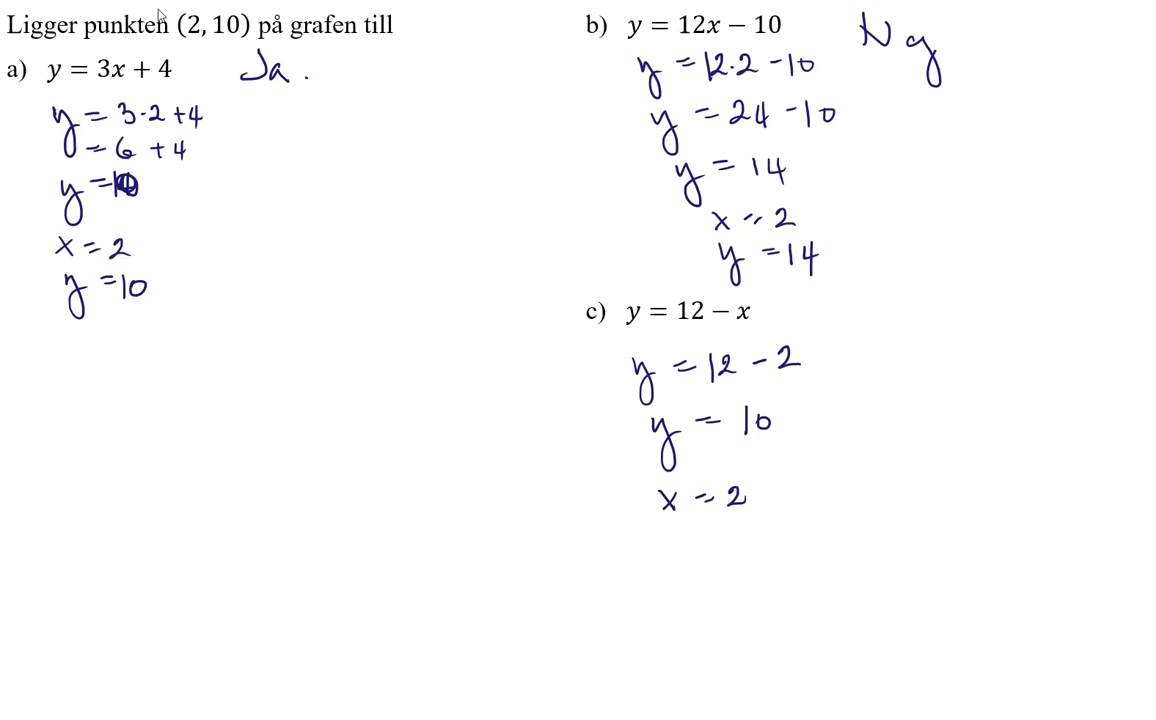 Ligger punkten (2, 10) på grafen till
a) y = 3x + 4 Ja.
y = 3·2 +4
= 6 + 4
y = 10
x = 2
y = 10
b) y = 12x − 10
y = 12·2 -10
y = 24 -10
y = 14
x = 2
y = 14
c) y = 12 − x
y = 12 - 2
y = 10
x = 2